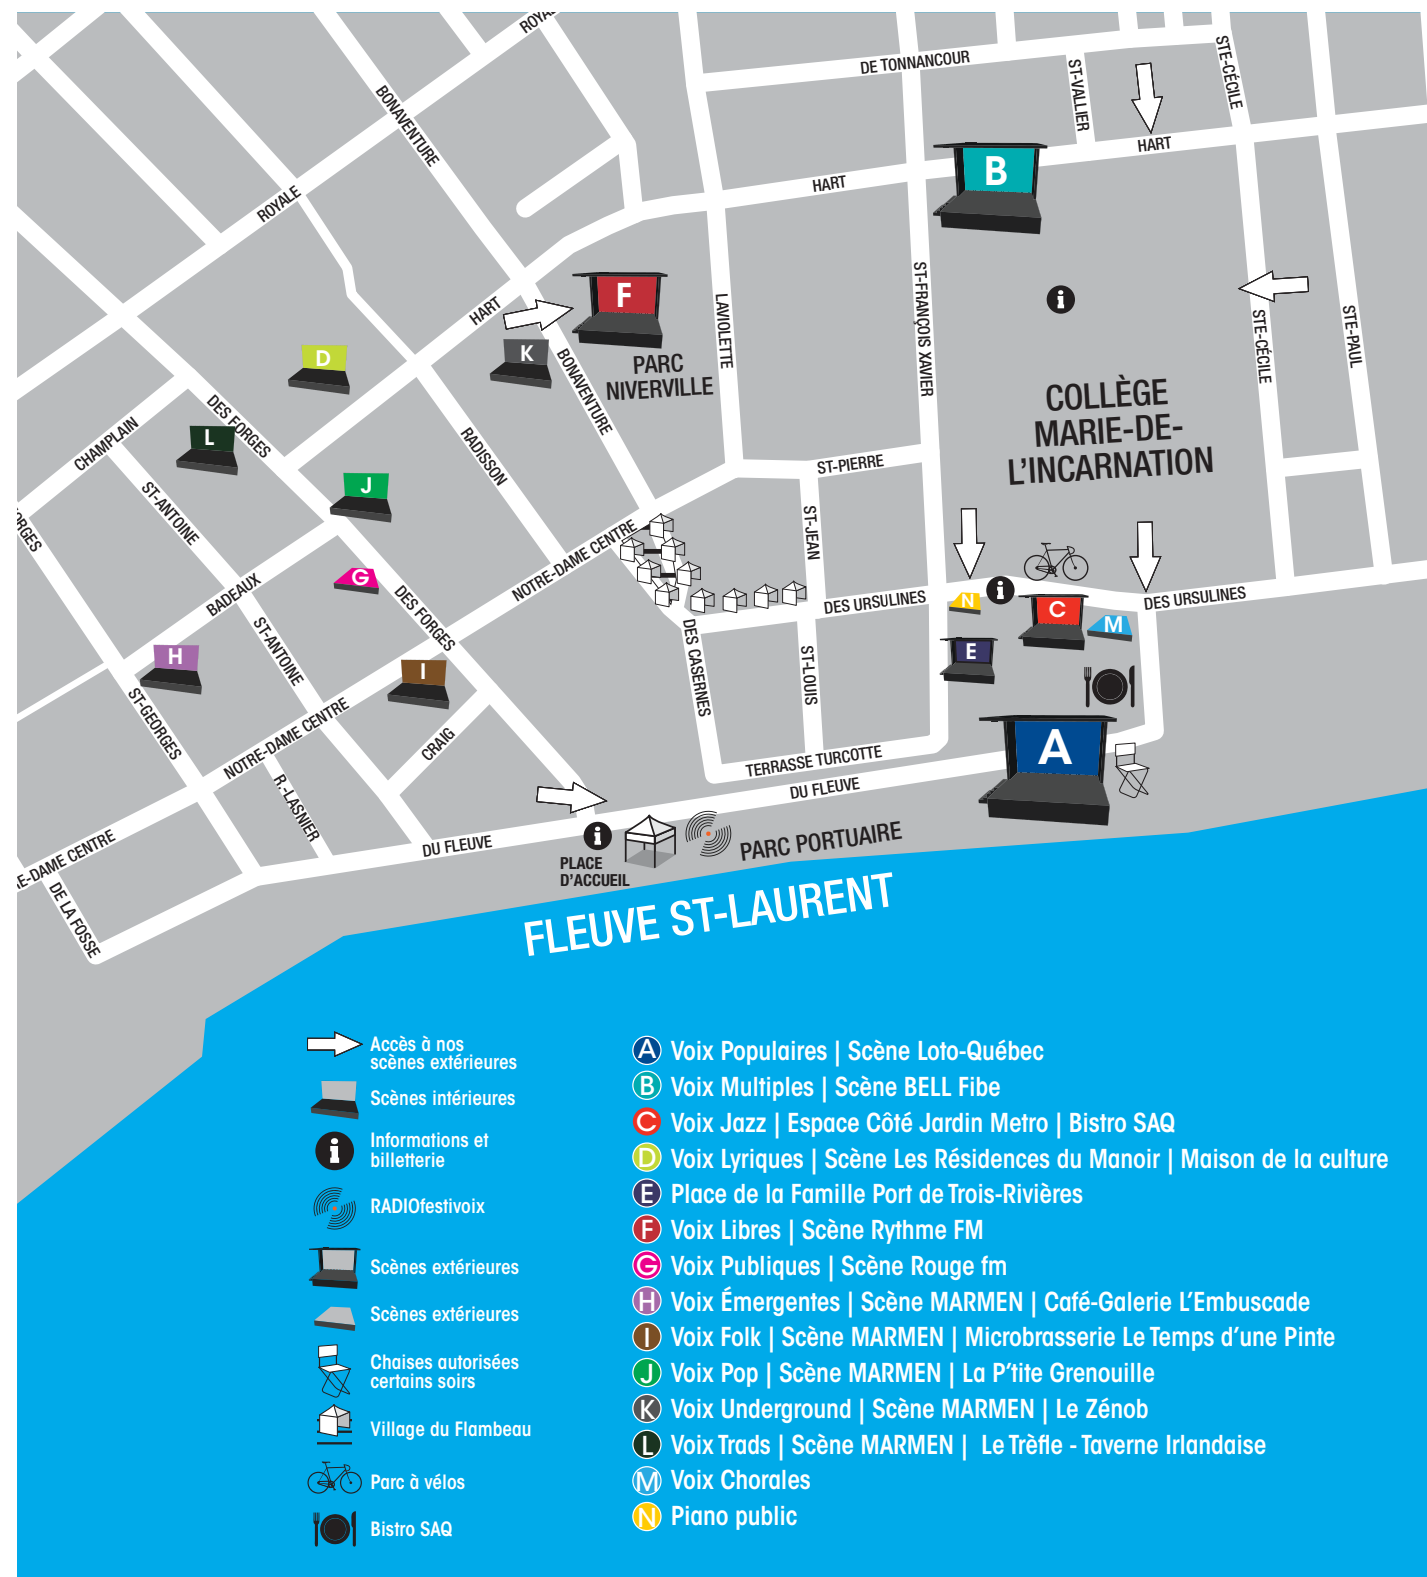 ROYALE
DE TONNANCOUR
STE-CÉCILE
ST-VALLIER
BONAVENTURE
HART
B
HART
ROYALE
F
HART
K
PARC
NIVERVILLE
BONAVENTURE
LAVIOLETTE
ST-FRANÇOIS XAVIER
i
STE-CÉCILE
STE-PAUL
COLLÈGE
MARIE-DE-
L'INCARNATION
D
DES FORGES
CHAMPLAIN
L
RADISSON
ST-PIERRE
J
ST-ANTOINE
ORGES
ST-JEAN
NOTRE-DAME CENTRE
G
BADEAUX
DES FORGES
DES URSULINES
N
i
C
M
DES URSULINES
ST-ANTOINE
H
I
DES CASERNES
ST-LOUIS
E
ST-GEORGES
NOTRE-DAME CENTRE
CRAIG
TERRASSE TURCOTTE
A
R.-LASNIER
DU FLEUVE
DU FLEUVE
i
PLACE
D'ACCUEIL
PARC PORTUAIRE
E-DAME CENTRE
DE LA FOSSE
FLEUVE ST-LAURENT
Accès à nos
scènes extérieures
Scènes intérieures
i
Informations et
billetterie
RADIOfestivoix
Scènes extérieures
Scènes extérieures
Chaises autorisées
certains soirs
Village du Flambeau
Parc à vélos
Bistro SAQ
A Voix Populaires | Scène Loto-Québec
B Voix Multiples | Scène BELL Fibe
C Voix Jazz | Espace Côté Jardin Metro | Bistro SAQ
D Voix Lyriques | Scène Les Résidences du Manoir | Maison de la culture
E Place de la Famille Port de Trois-Rivières
F Voix Libres | Scène Rythme FM
G Voix Publiques | Scène Rouge fm
H Voix Émergentes | Scène MARMEN | Café-Galerie L'Embuscade
I Voix Folk | Scène MARMEN | Microbrasserie Le Temps d'une Pinte
J Voix Pop | Scène MARMEN | La P'tite Grenouille
K Voix Underground | Scène MARMEN | Le Zénob
L Voix Trads | Scène MARMEN | Le Trèfle - Taverne Irlandaise
M Voix Chorales
N Piano public